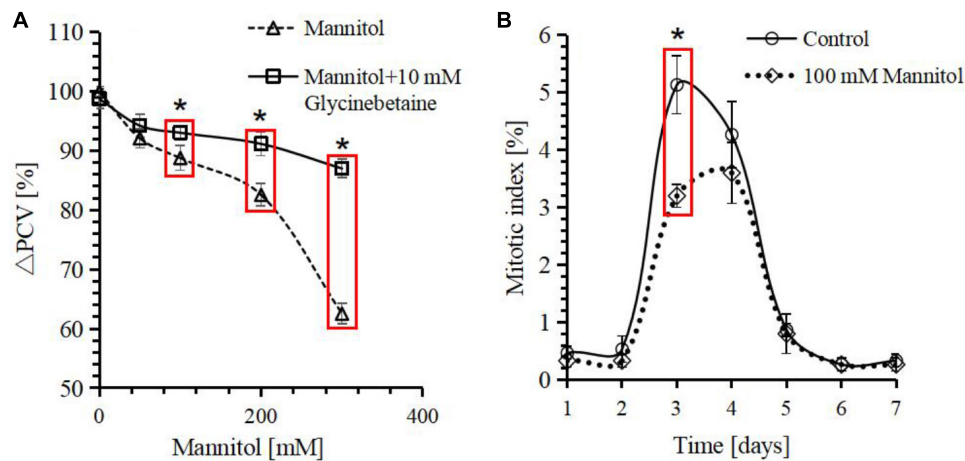 A
110
100
90
80
70
60
50
△PCV [%]
0
200
400
Mannitol [mM]
Mannitol
Mannitol+10 mM
Glycinebetaine
*
*
*
B
6
5
4
3
2
1
0
Mitotic index [%]
1
2
3
4
5
6
7
Time [days]
*
Control
100 mM Mannitol